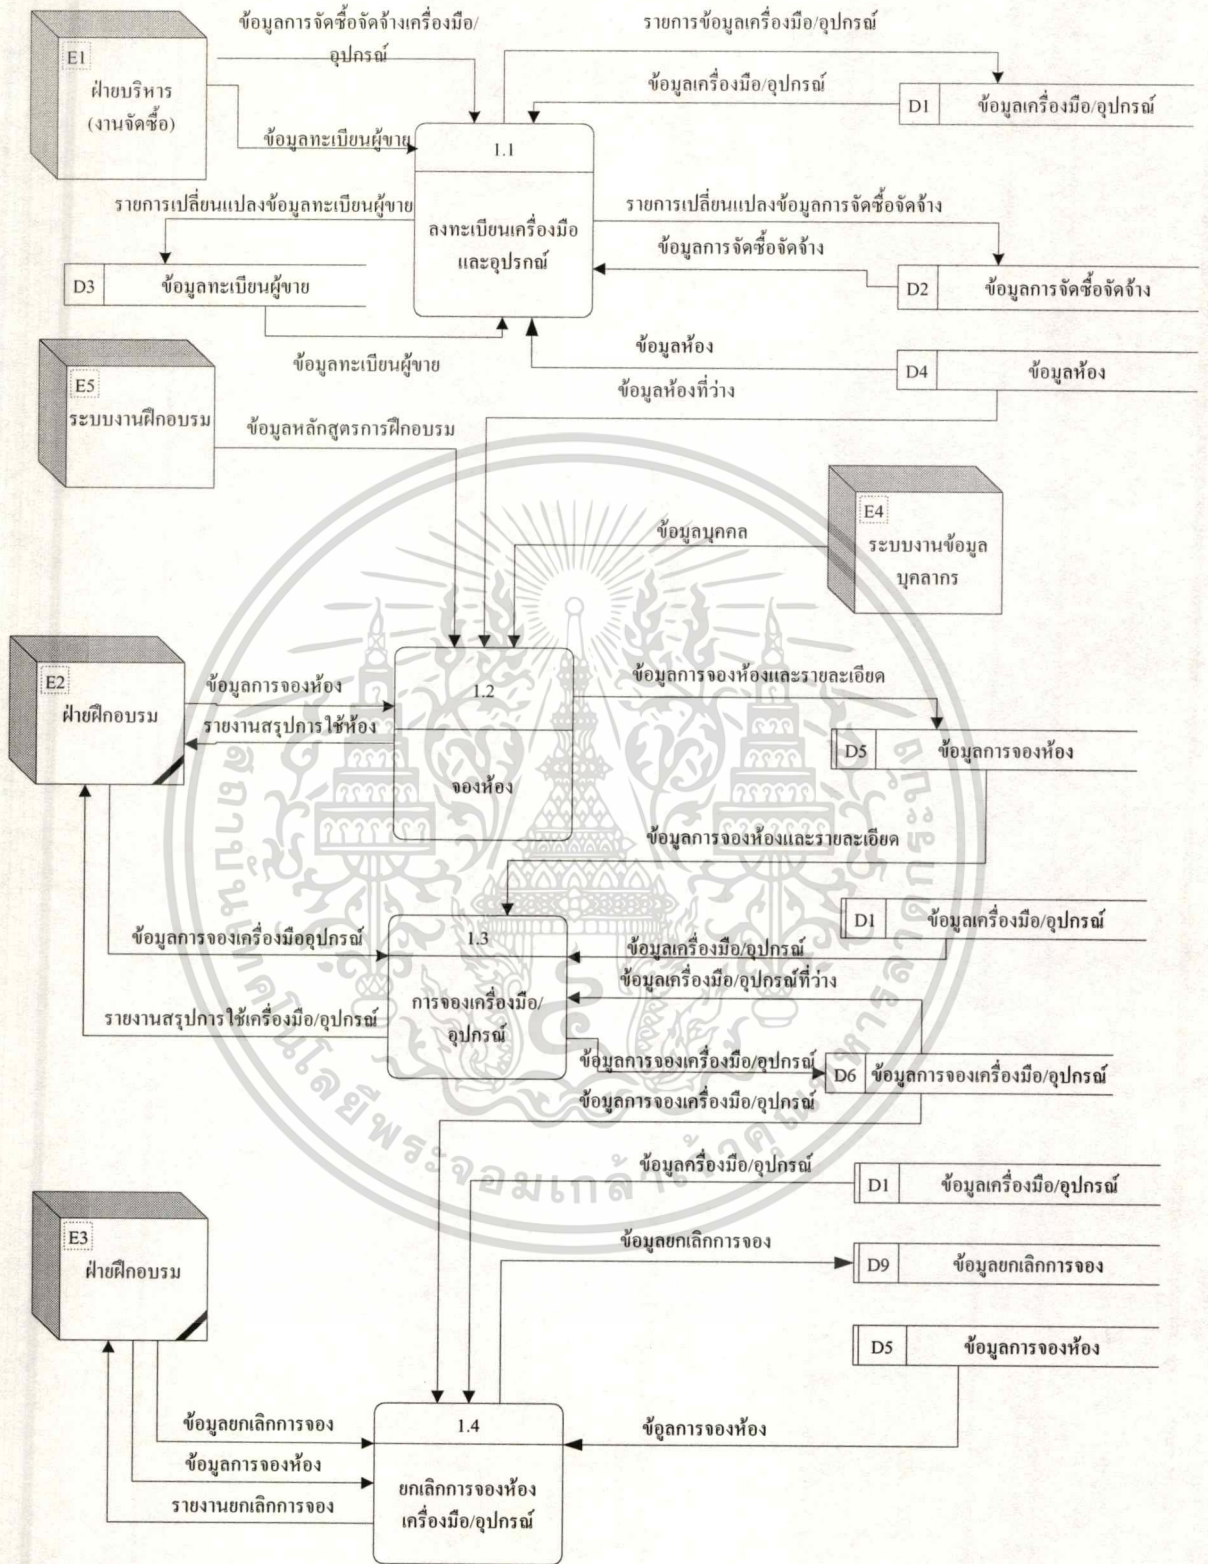 ข้อมูลการจัดซื้อจัดจ้างเครื่องมือ/
อุปกรณ์
รายการข้อมูลเครื่องมือ/อุปกรณ์
E1
ฝ่ายบริหาร
(งานจัดซื้อ)
ข้อมูลเครื่องมือ/อุปกรณ์
D1 ข้อมูลเครื่องมือ/อุปกรณ์
ข้อมูลทะเบียนผู้ขาย
1.1
ลงทะเบียนเครื่องมือ
และอุปรกณ์
รายการเปลี่ยนแปลงข้อมูลทะเบียนผู้ขาย
รายการเปลี่ยนแปลงข้อมูลการจัดซื้อจัดจ้าง
ข้อมูลการจัดซื้อจัดจ้าง
D3 ข้อมูลทะเบียนผู้ขาย
D2 ข้อมูลการจัดซื้อจัดจ้าง
ข้อมูลทะเบียนผู้ขาย
ข้อมูลห้อง
D4 ข้อมูลห้อง
ข้อมูลห้องที่ว่าง
E5
ระบบงานฝึกอบรม
ข้อมูลหลักสูตรการฝึกอบรม
E4
ระบบงานข้อมูล
บุคลากร
ข้อมูลบุคคล
E2
ฝ่ายฝึกอบรม
ข้อมูลการจองห้อง
รายงานสรุปการใช้ห้อง
1.2
จองห้อง
ข้อมูลการจองห้องและรายละเอียด
D5 ข้อมูลการจองห้อง
ข้อมูลการจองห้องและรายละเอียด
D1 ข้อมูลเครื่องมือ/อุปกรณ์
ข้อมูลการจองเครื่องมืออุปกรณ์
1.3
การจองเครื่องมือ/
อุปกรณ์
ข้อมูลเครื่องมือ/อุปกรณ์
ข้อมูลเครื่องมือ/อุปกรณ์ที่ว่าง
รายงานสรุปการใช้เครื่องมือ/อุปกรณ์
ข้อมูลการจองเครื่องมือ/อุปกรณ์
D6 ข้อมูลการจองเครื่องมือ/อุปกรณ์
ข้อมูลการจองเครื่องมือ/อุปกรณ์
สถาบันเทคโนโลยีพระจอมเกล้าเจ้าคุณทหารลาดกระบัง
ข้อมูลครื่องมือ/อุปกรณ์
D1 ข้อมูลเครื่องมือ/อุปกรณ์
ข้อมูลยกเลิกการจอง
D9 ข้อมูลยกเลิกการจอง
E3
ฝ่ายฝึกอบรม
D5 ข้อมูลการจองห้อง
ข้อมูลยกเลิกการจอง
ข้อมูลการจองห้อง
รายงานยกเลิกการจอง
1.4
ยกเลิกการจองห้อง
เครื่องมือ/อุปกรณ์
ข้อูลการจองห้อง